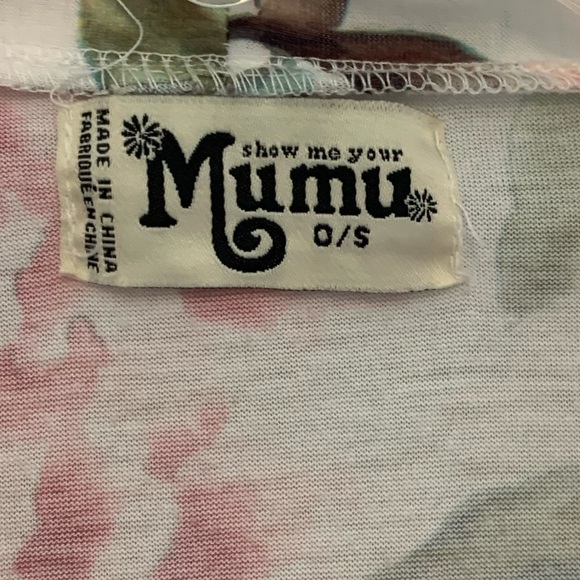 MADE IN CHINA
FABRIQUÉ EN CHINE
show me your
Mumu
O/S